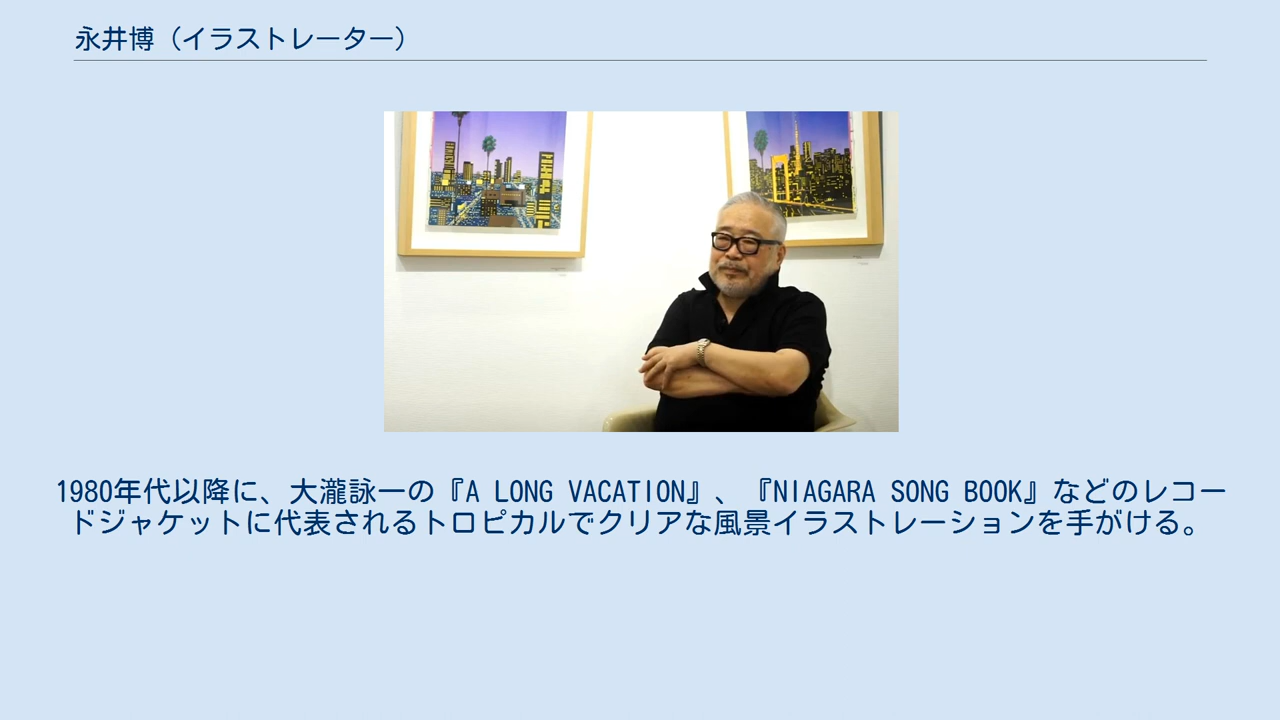 永井博（イラストレーター）
1980年代以降に、大瀧詠一の『A LONG VACATION』、『NIAGARA SONG BOOK』などのレコー
ドジャケットに代表されるトロピカルでクリアな風景イラストレーションを手がける。